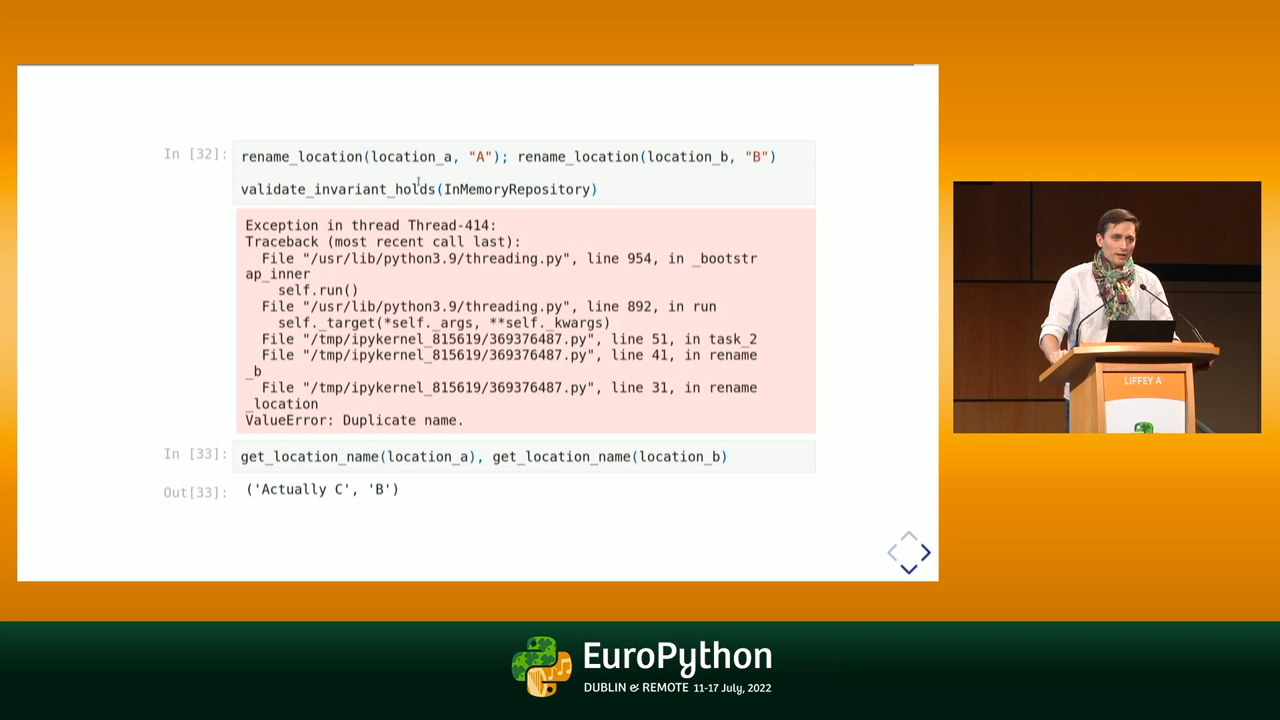 In [32]: rename_location(location_a, "A"); rename_location(location_b, "B")
validate_invariant_holds(InMemoryRepository)
Exception in thread Thread-414:
Traceback (most recent call last):
  File "/usr/lib/python3.9/threading.py", line 954, in _bootstr
ap_inner
    self.run()
  File "/usr/lib/python3.9/threading.py", line 892, in run
    self._target(*self._args, **self._kwargs)
  File "/tmp/ipykernel_815619/369376487.py", line 51, in task_2
  File "/tmp/ipykernel_815619/369376487.py", line 41, in rename
_b
  File "/tmp/ipykernel_815619/369376487.py", line 31, in rename
_location
ValueError: Duplicate name.
In [33]: get_location_name(location_a), get_location_name(location_b)
Out[33]: ('Actually C', 'B')
LIFFEY A
EuroPython
DUBLIN & REMOTE 11-17 July, 2022